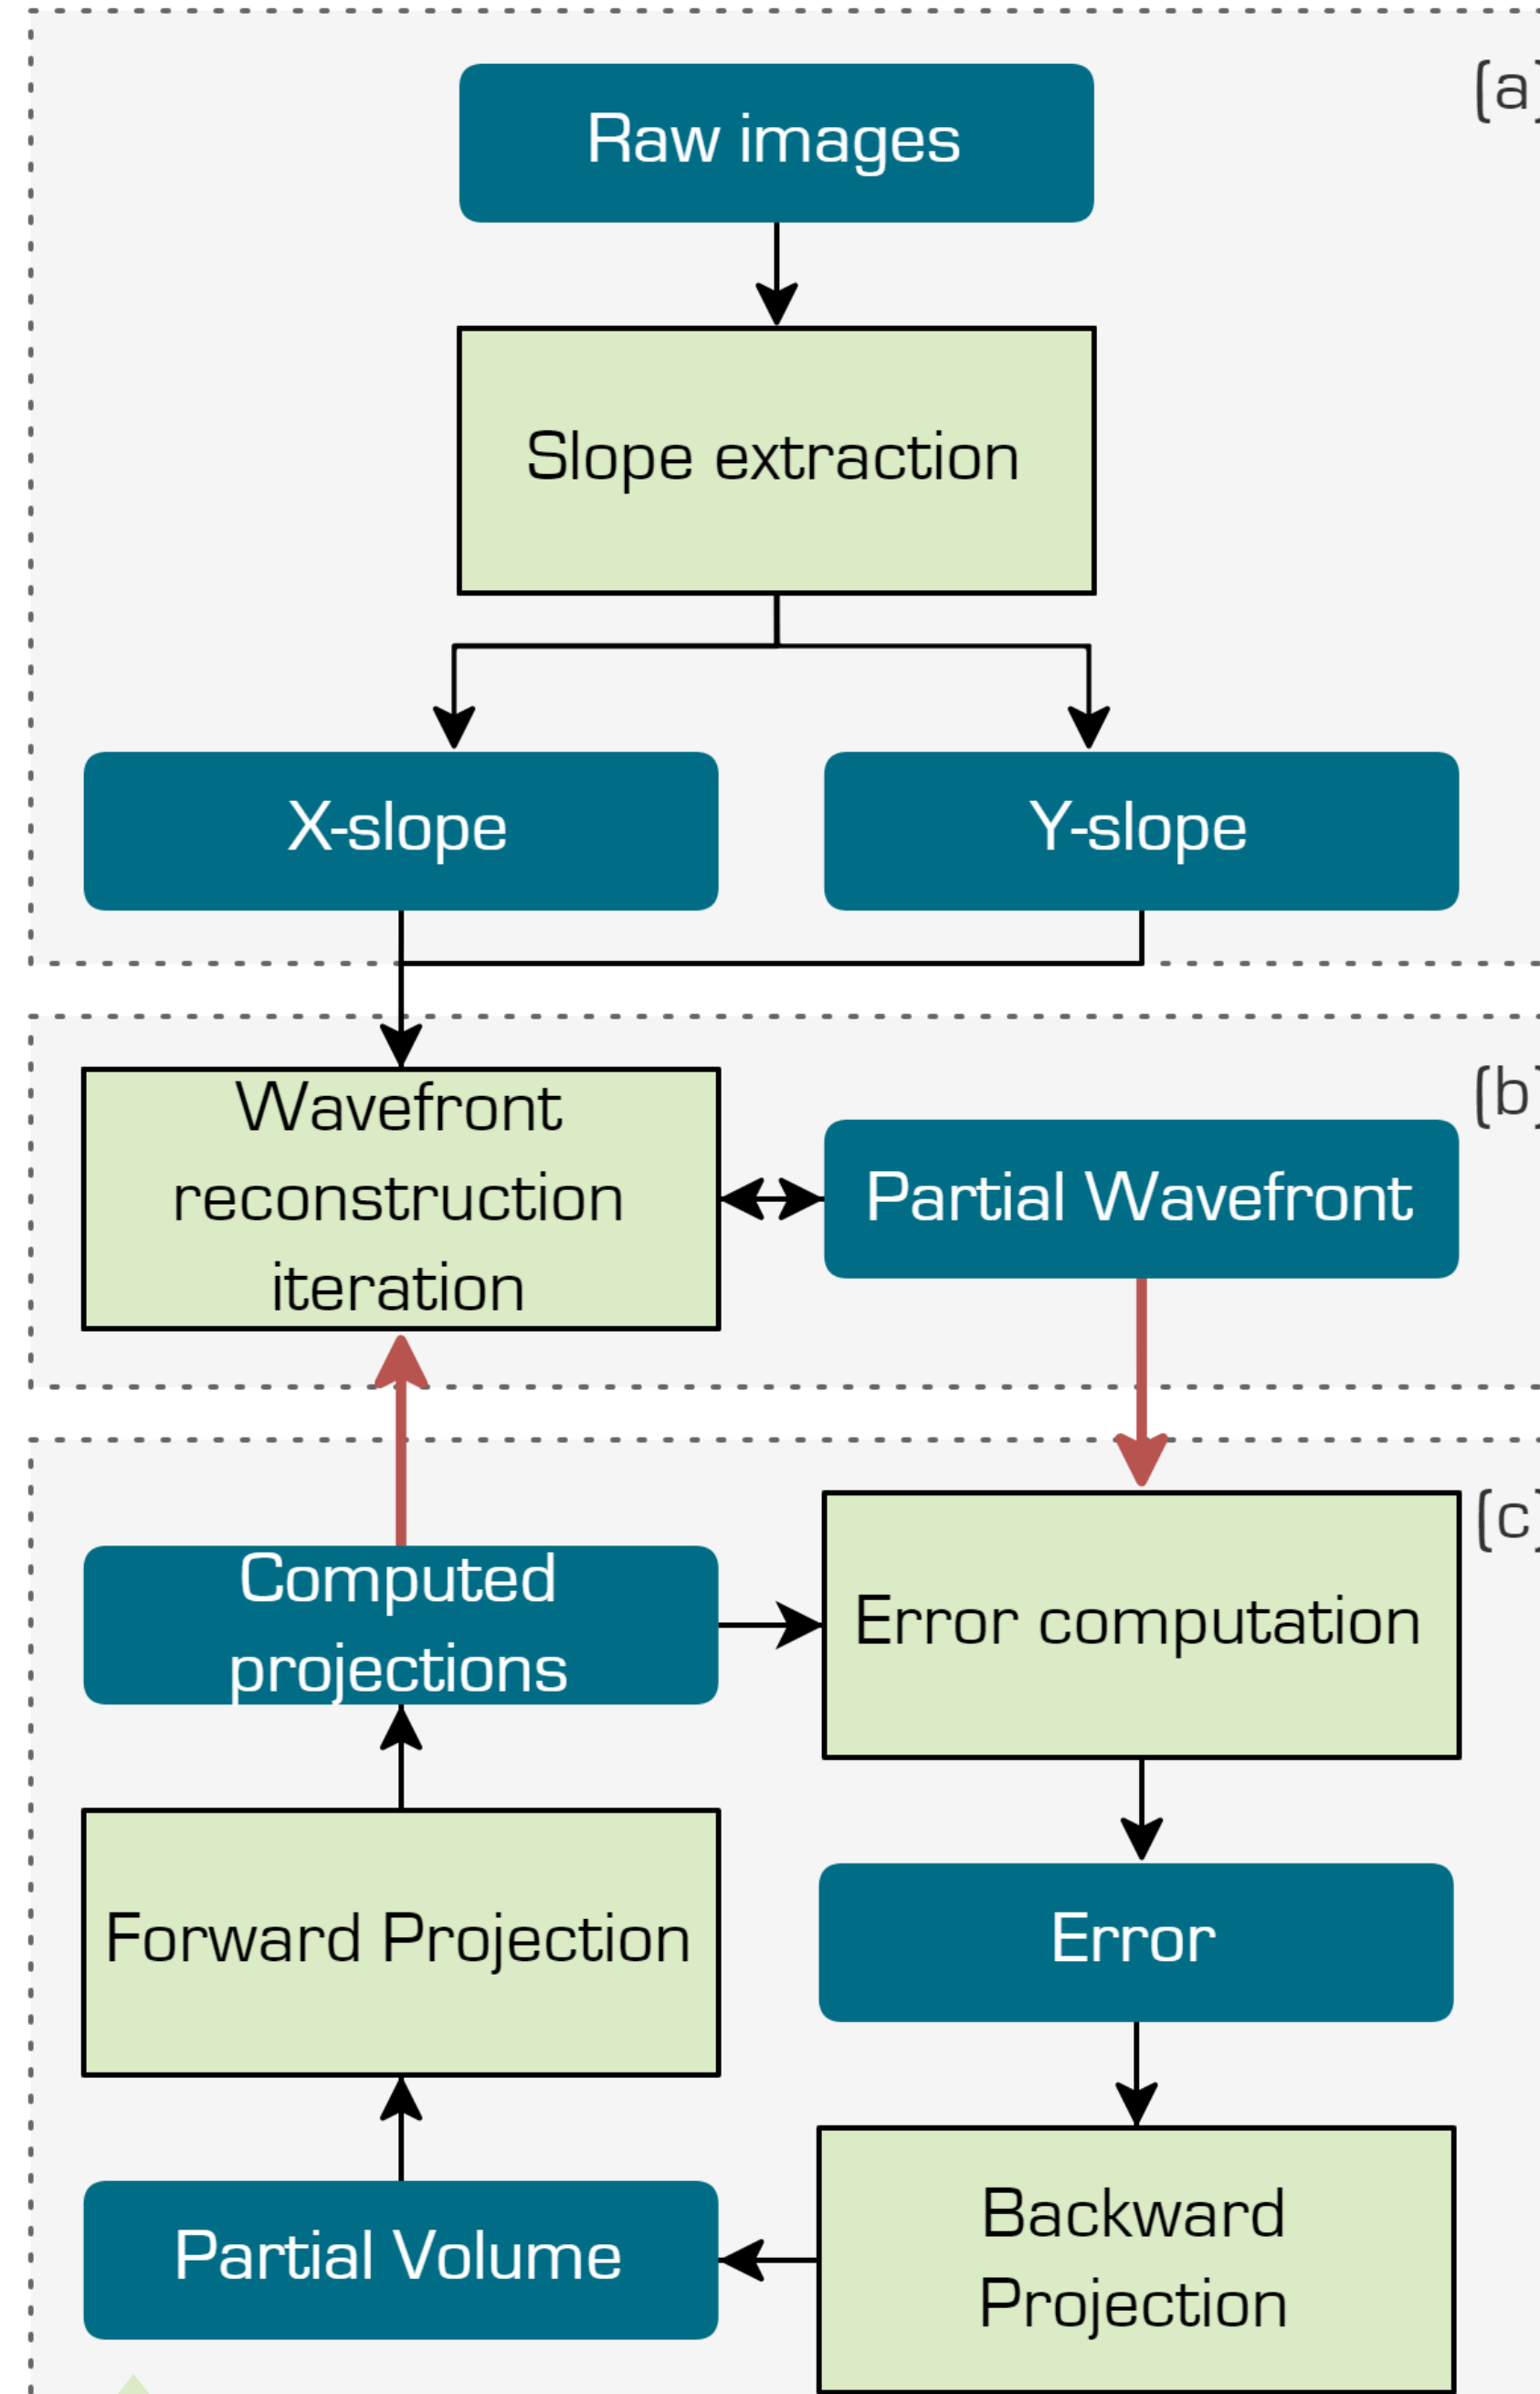 (a)
Raw images
Slope extraction
X-slope
Y-slope
(b)
Wavefront
reconstruction
iteration
Partial Wavefront
(c)
Computed
projections
Error computation
Forward Projection
Error
Partial Volume
Backward
Projection